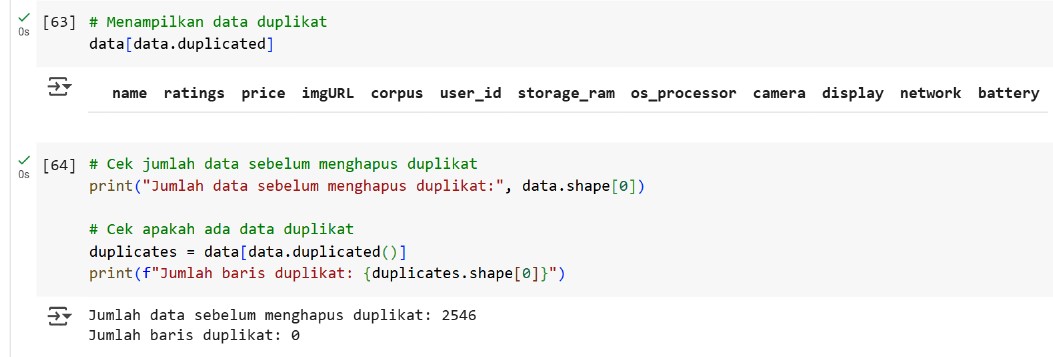 [63] # Menampilkan data duplikat
0s
data[data.duplicated]
name ratings price imgURL corpus user_id storage_ram os_processor camera display network battery
[64] # Cek jumlah data sebelum menghapus duplikat
0s
print("Jumlah data sebelum menghapus duplikat:", data.shape[0])
# Cek apakah ada data duplikat
duplicates = data[data.duplicated()]
print(f"Jumlah baris duplikat: {duplicates.shape[0]}")
Jumlah data sebelum menghapus duplikat: 2546
Jumlah baris duplikat: 0